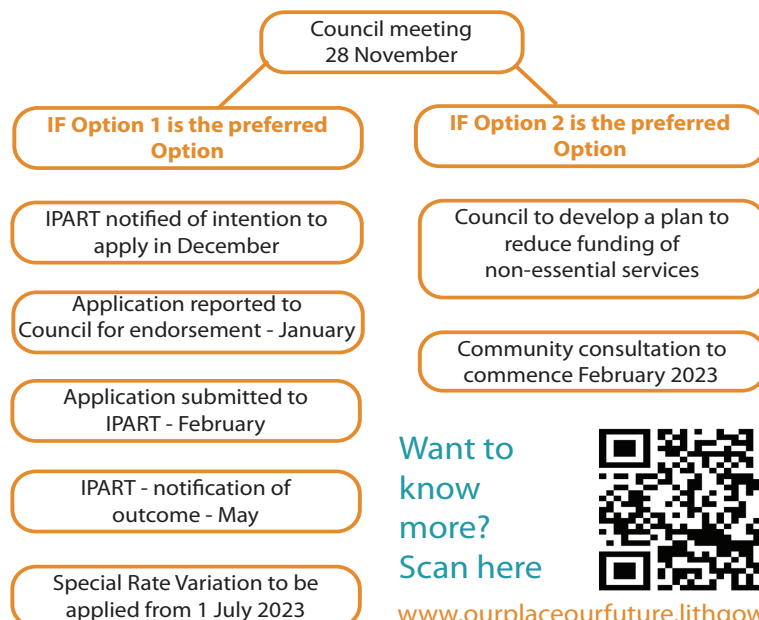 Council meeting
28 November
IF Option 1 is the preferred
Option
IPART notified of intention to
apply in December
Application reported to
Council for endorsement - January
Application submitted to
IPART - February
IPART - notification of
outcome - May
Special Rate Variation to be
applied from 1 July 2023
IF Option 2 is the preferred
Option
Council to develop a plan to
reduce funding of
non-essential services
Community consultation to
commence February 2023
Want to
know
more?
Scan here
www.ourplaceourfuture.lithgow